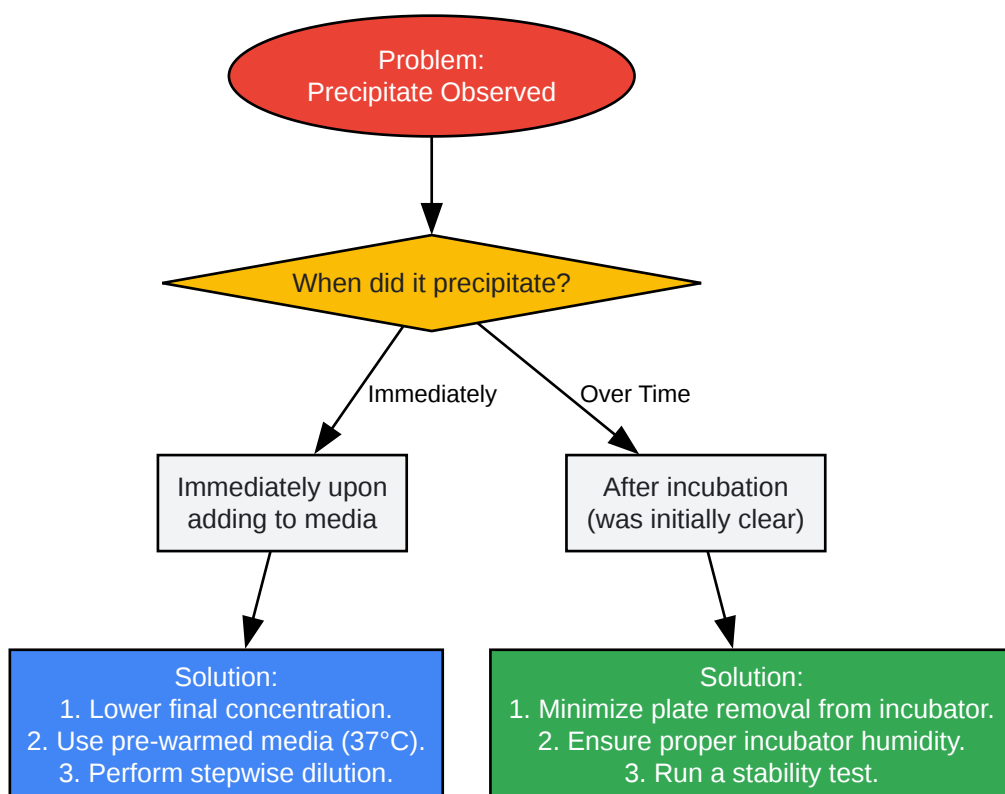 Problem:
Precipitate Observed
When did it precipitate?
Immediately
Over Time
Immediately upon
adding to media
After incubation
(was initially clear)
Solution:
1. Lower final concentration.
2. Use pre-warmed media (37°C).
3. Perform stepwise dilution.
Solution:
1. Minimize plate removal from incubator.
2. Ensure proper incubator humidity.
3. Run a stability test.